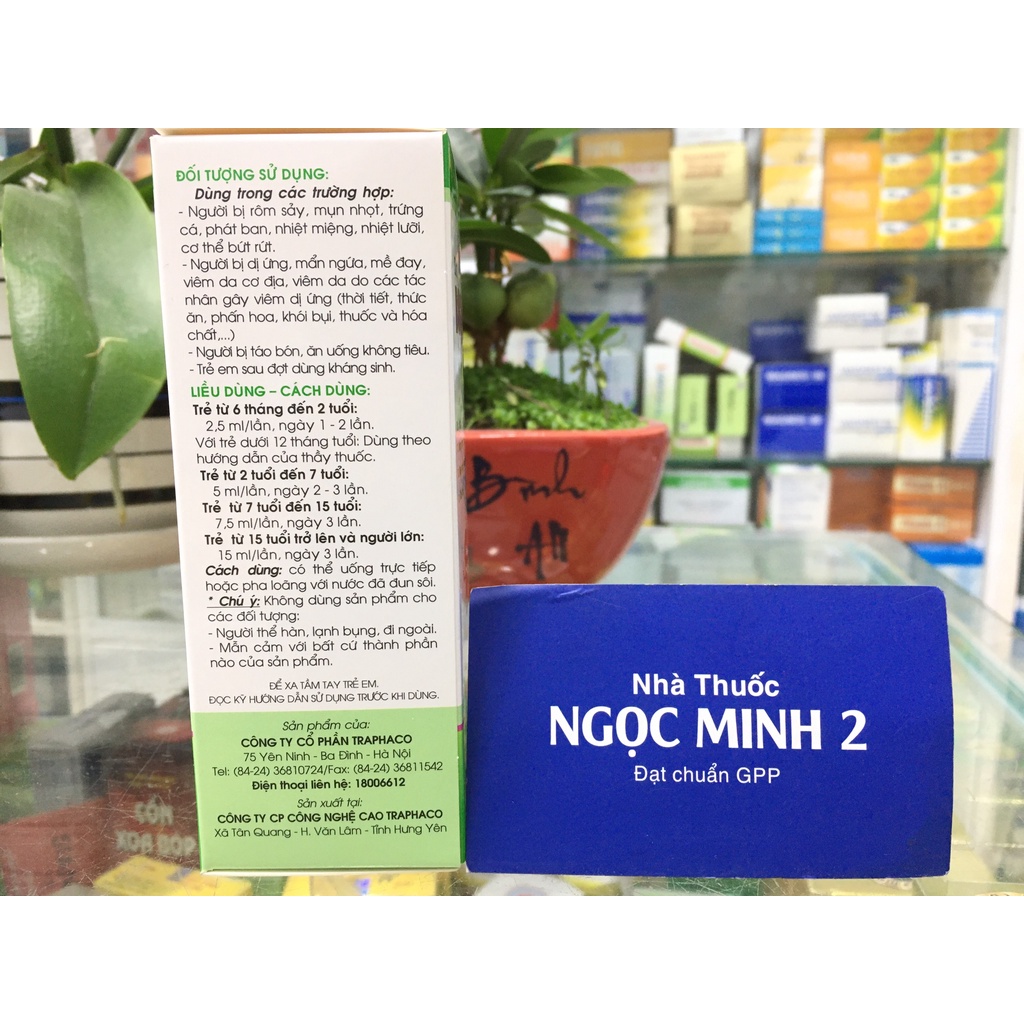 ĐỐI TƯỢNG SỬ DỤNG:
Dùng trong các trường hợp:
- Người bị rôm sảy, mụn nhọt, trứng
cá, phát ban, nhiệt miệng, nhiệt lưỡi,
cơ thể bứt rứt.
- Người bị dị ứng, mẩn ngứa, mề đay,
viêm da cơ địa, viêm da do các tác
nhân gây viêm dị ứng (thời tiết, thức
ăn, phấn hoa, khói bụi, thuốc và hóa
chất,...)
- Người bị táo bón, ăn uống không tiêu.
- Trẻ em sau đợt dùng kháng sinh.
LIỀU DÙNG – CÁCH DÙNG:
Trẻ từ 6 tháng đến 2 tuổi:
2,5 ml/lần, ngày 1 - 2 lần.
Với trẻ dưới 12 tháng tuổi: Dùng theo
hướng dẫn của thầy thuốc.
Trẻ từ 2 tuổi đến 7 tuổi:
5 ml/lần, ngày 2 - 3 lần.
Trẻ từ 7 tuổi đến 15 tuổi:
7,5 ml/lần, ngày 3 lần.
Trẻ từ 15 tuổi trở lên và người lớn:
15 ml/lần, ngày 3 lần.
Cách dùng: có thể uống trực tiếp
hoặc pha loãng với nước đã đun sôi.
* Chú ý: Không dùng sản phẩm cho
các đối tượng:
- Người thể hàn, lạnh bụng, đi ngoài.
- Mẫn cảm với bất cứ thành phần
nào của sản phẩm.
ĐỂ XA TẦM TAY TRẺ EM.
ĐỌC KỸ HƯỚNG DẪN SỬ DỤNG TRƯỚC KHI DÙNG.
Sản phẩm của:
CÔNG TY CỔ PHẦN TRAPHACO
75 Yên Ninh - Ba Đình - Hà Nội
Tel: (84-24) 36810724/Fax: (84-24) 36811542
Điện thoại liên hệ: 18006612
Sản xuất tại:
CÔNG TY CP CÔNG NGHỆ CAO TRAPHACO
Xã Tân Quang - H. Văn Lâm - Tỉnh Hưng Yên
Bình
An
Nhà Thuốc
NGỌC MINH 2
Đạt chuẩn GPP
CỒN
XOA BÓP